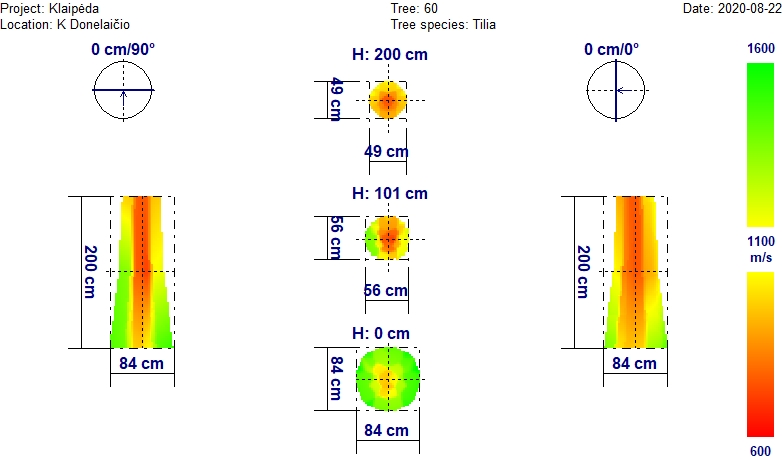 Project: Klaipėda
Tree: 60
Date: 2020-08-22
Location: K Donelaičio
Tree species: Tilia
0 cm/90°
H: 200 cm
0 cm/0°
1600
49 cm
49 cm
H: 101 cm
56 cm
56 cm
200 cm
200 cm
1100
m/s
H: 0 cm
84 cm
84 cm
84 cm
84 cm
600